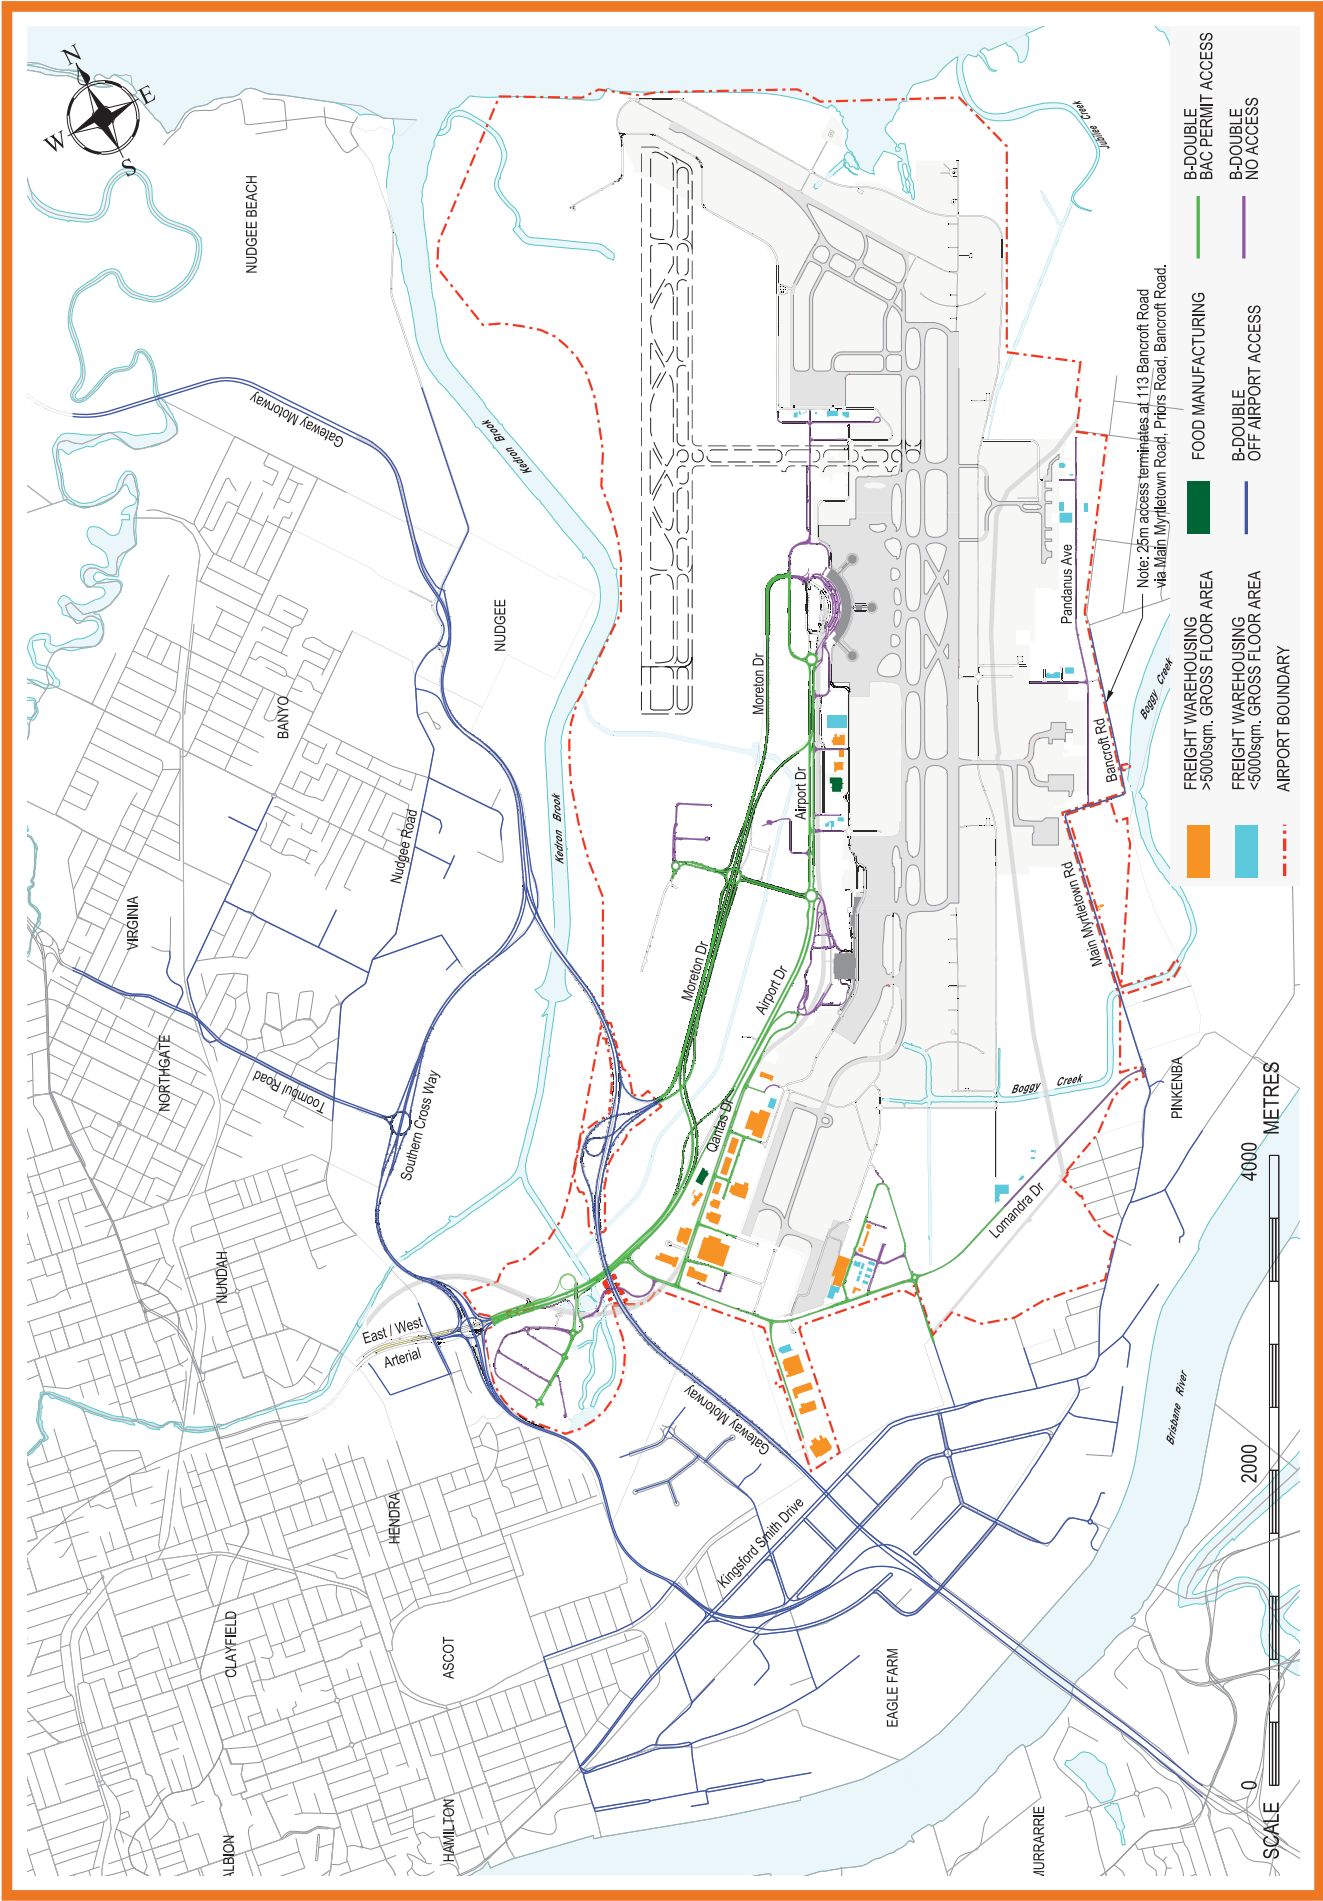 N
E
W
S
NUDGEE BEACH
Jubilee Creek
Gateway Motorway
Kedron Brook
Kedron Brook
NUDGEE
BANYO
Nudgee Road
VIRGINIA
Kedron Brook
NORTHGATE
Toombul Road
Southern Cross Way
NUNDAH
East / West
Arterial
HENDRA
CLAYFIELD
ASCOT
ALBION
HAMILTON
Moreton Dr
Airport Dr
Moreton Dr
Airport Dr
Qantas Dr
Pandanus Ave
Note: 25m access terminates at 113 Bancroft Road
via Main Myrtletown Road, Priors Road, Bancroft Road.
Bancroft Rd
Boggy Creek
Main Myrtletown Rd
Boggy Creek
PINKENBA
Lomandra Dr
Gateway Motorway
Kingsford Smith Drive
EAGLE FARM
Brisbane River
MURRARRIE
FREIGHT WAREHOUSING
>5000sqm. GROSS FLOOR AREA
FREIGHT WAREHOUSING
<5000sqm. GROSS FLOOR AREA
AIRPORT BOUNDARY
FOOD MANUFACTURING
B-DOUBLE
OFF AIRPORT ACCESS
B-DOUBLE
BAC PERMIT ACCESS
B-DOUBLE
NO ACCESS
SCALE 0 2000 4000 METRES